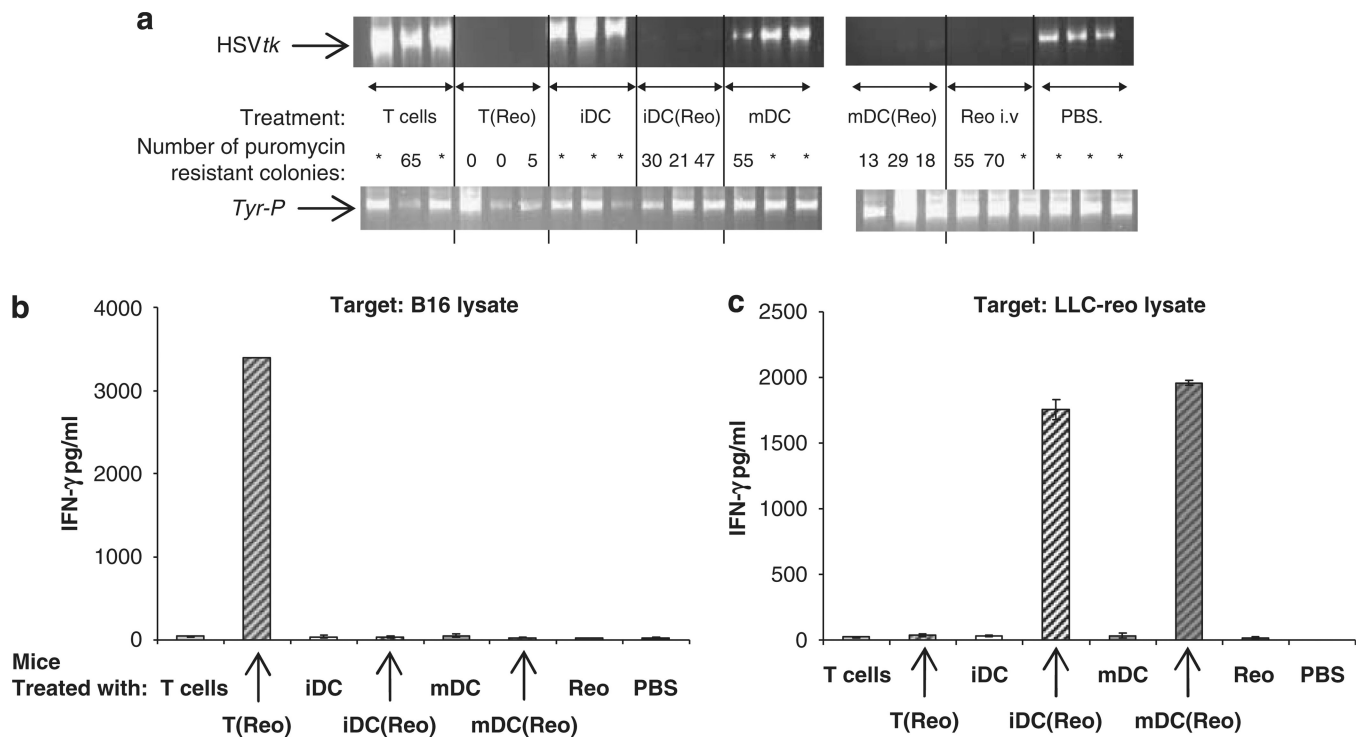 a
HSVtk
Treatment: T cells T(Reo) iDC iDC(Reo) mDC mDC(Reo) Reo i.v PBS.
Number of puromycin
resistant colonies: * 65 * 0 0 5 * * * 30 21 47 55 * * 13 29 18 55 70 * * * *
Tyr-P
b
Target: B16 lysate
IFN-γ pg/ml
4000
3000
2000
1000
0
Mice
Treated with: T cells iDC mDC Reo PBS
T(Reo) iDC(Reo) mDC(Reo)
c
Target: LLC-reo lysate
IFN-γ pg/ml
2500
2000
1500
1000
500
0
T cells iDC mDC Reo PBS
T(Reo) iDC(Reo) mDC(Reo)